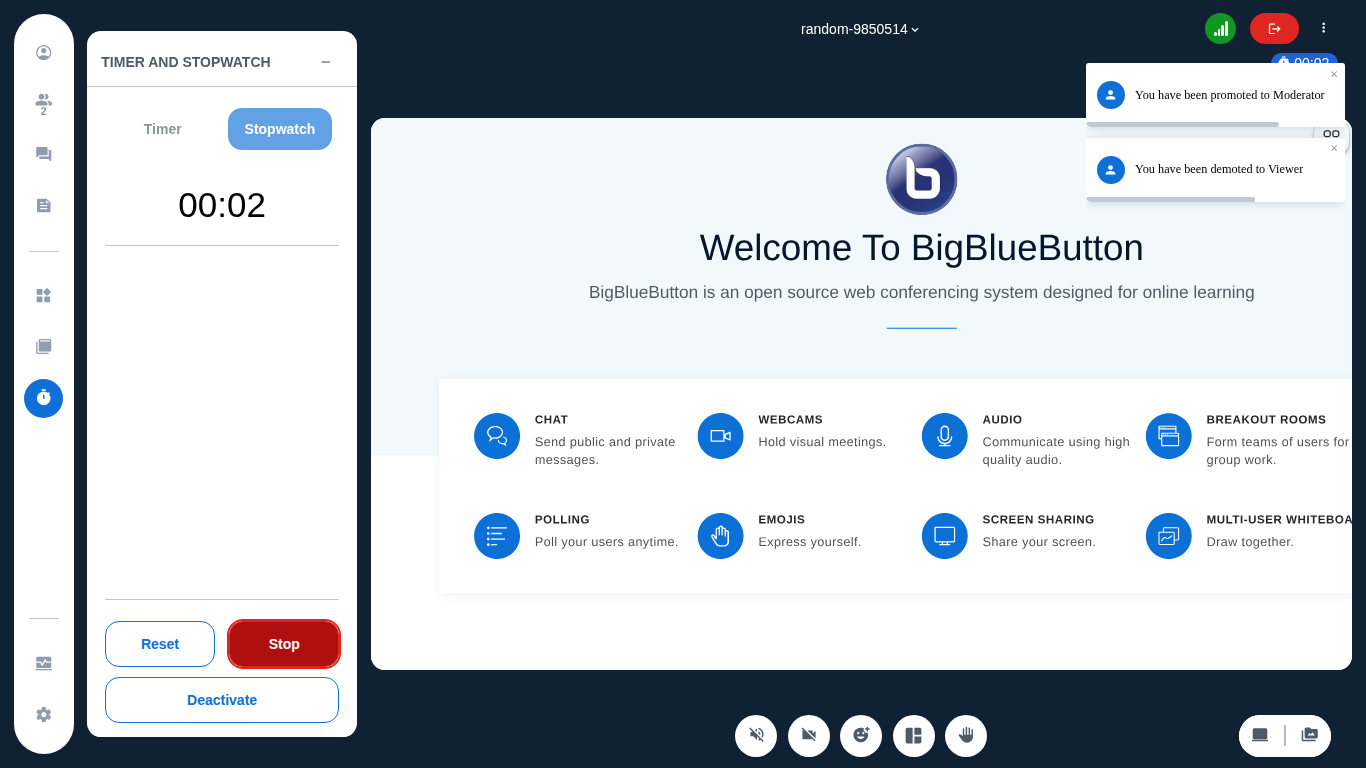 random-9850514
TIMER AND STOPWATCH
00:02
You have been promoted to Moderator
2
Timer
Stopwatch
You have been demoted to Viewer
00:02
Welcome To BigBlueButton
BigBlueButton is an open source web conferencing system designed for online learning
CHAT
Send public and private
messages.
WEBCAMS
Hold visual meetings.
AUDIO
Communicate using high
quality audio.
BREAKOUT ROOMS
Form teams of users for
group work.
POLLING
Poll your users anytime.
EMOJIS
Express yourself.
SCREEN SHARING
Share your screen.
MULTI-USER WHITEBOA
Draw together.
Reset
Stop
Deactivate